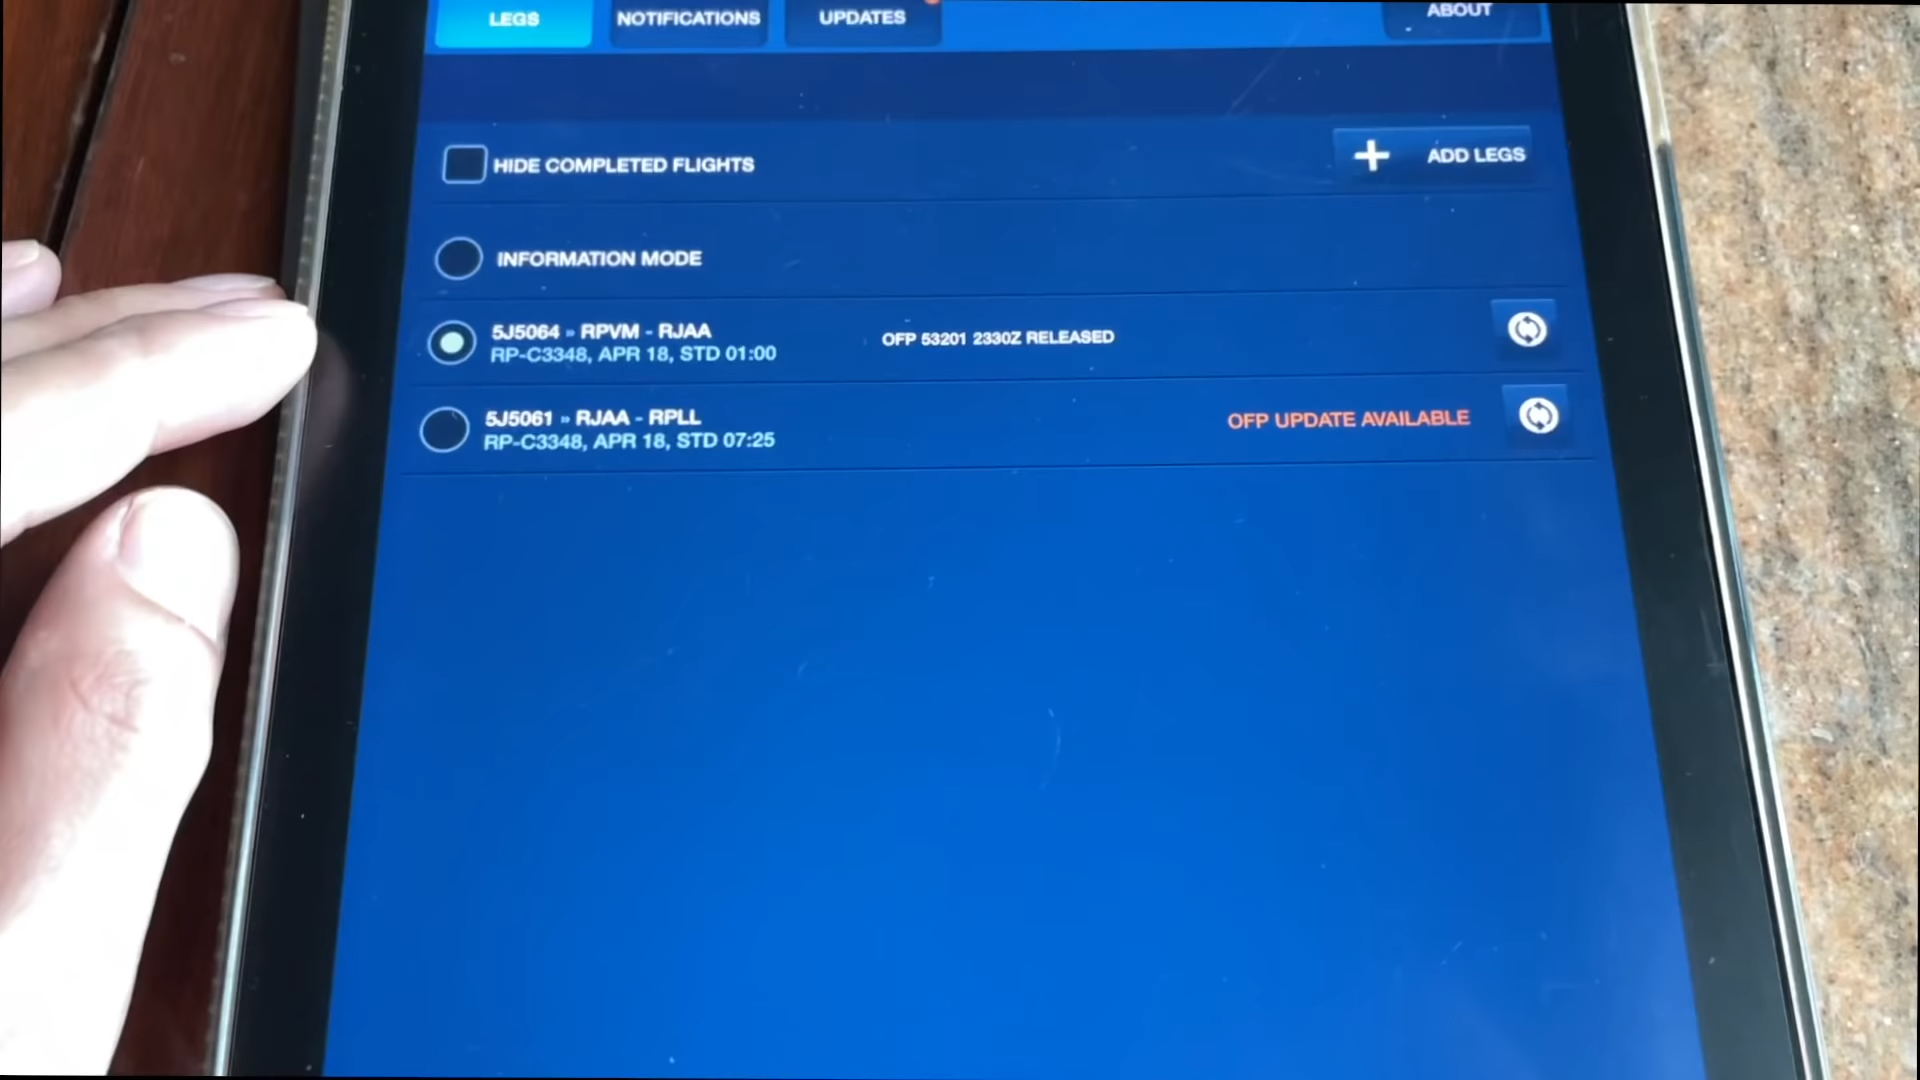 LEGS
NOTIFICATIONS
UPDATES
ABOUT
HIDE COMPLETED FLIGHTS
ADD LEGS
INFORMATION MODE
5J5064 » RPVM - RJAA
RP-C3348, APR 18, STD 01:00
OFP 53201 2330Z RELEASED
5J5061 » RJAA - RPLL
RP-C3348, APR 18, STD 07:25
OFP UPDATE AVAILABLE